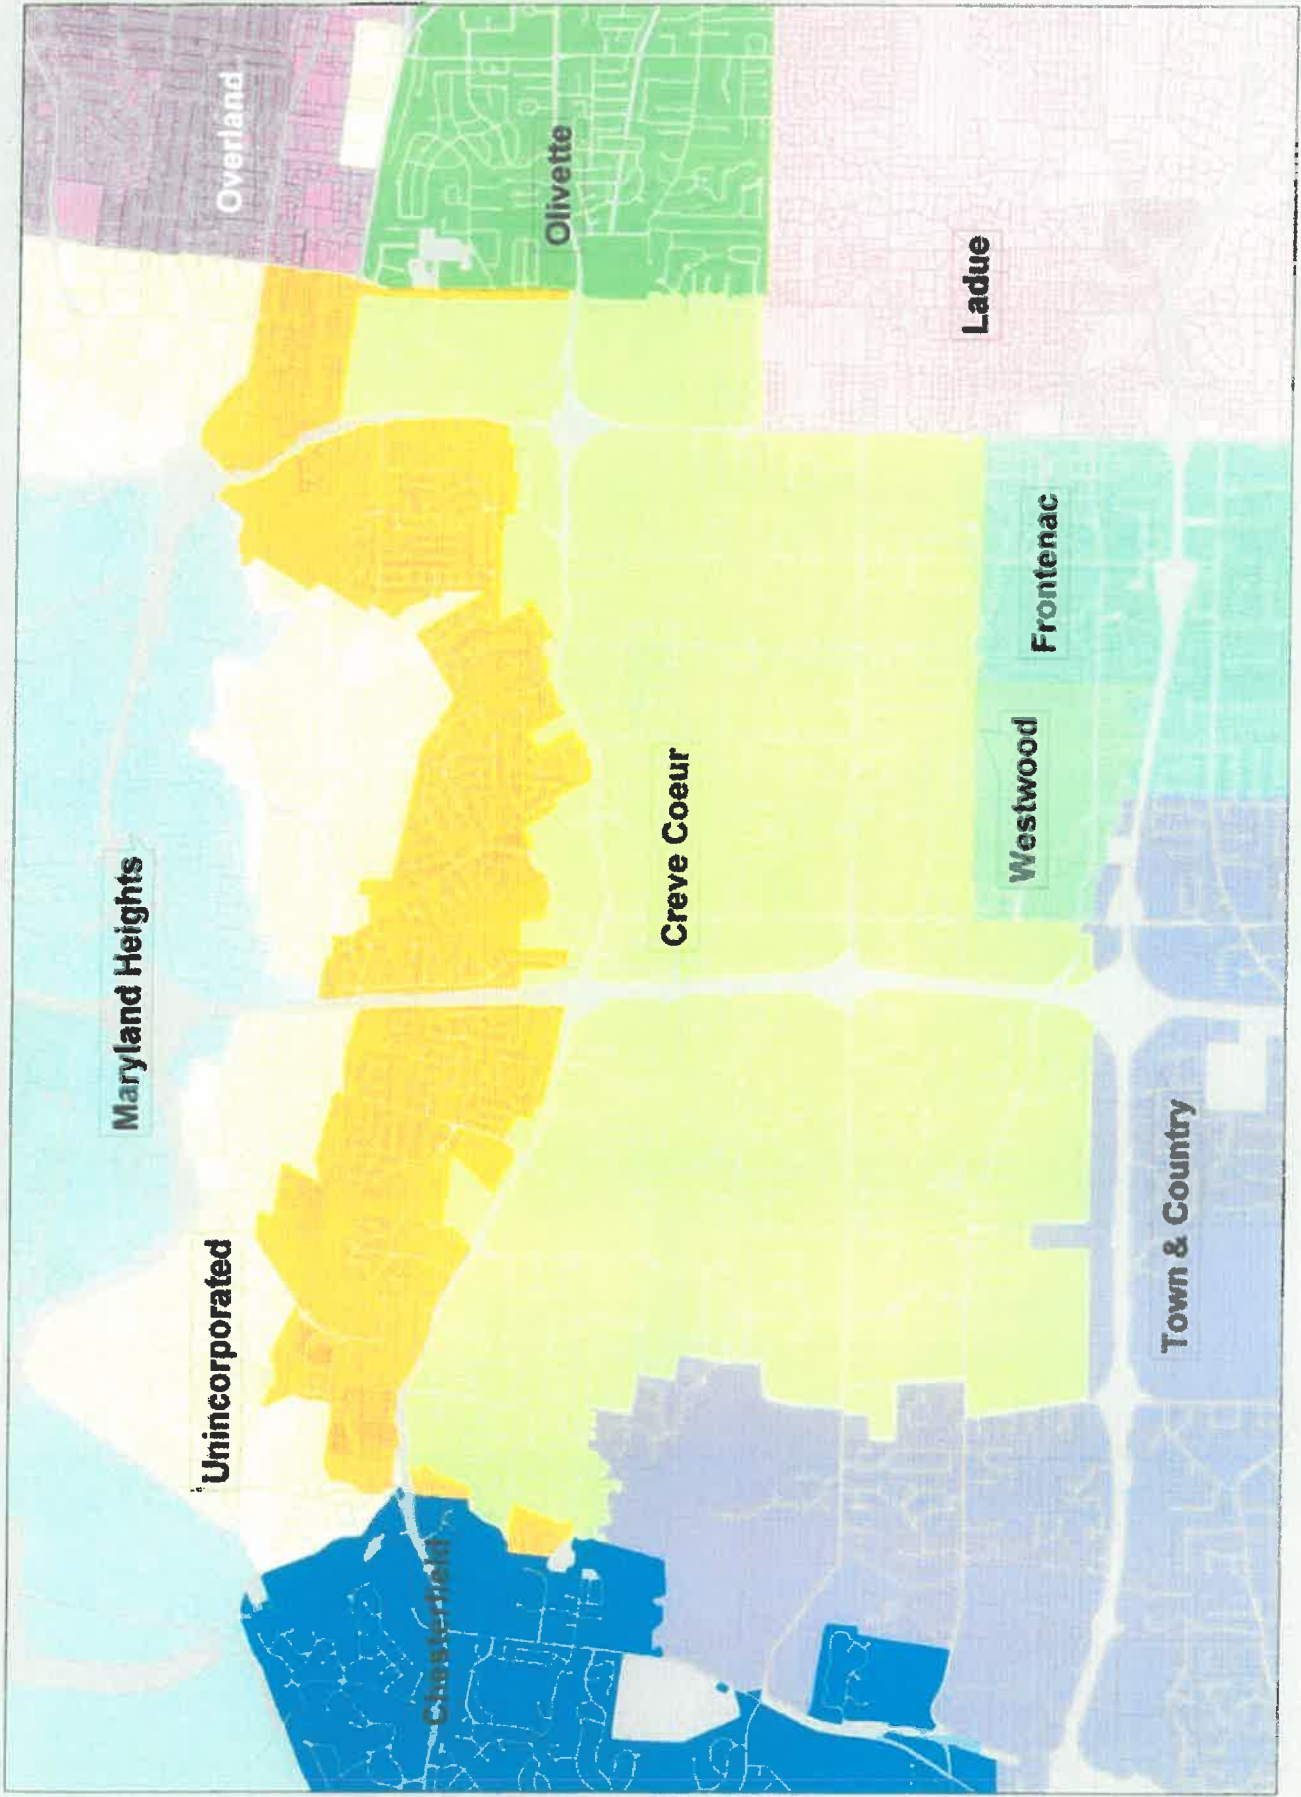 Maryland Heights
Overland
Unincorporated
Olivette
Chesterfield
Creve Coeur
Ladue
Westwood
Frontenac
Town & Country